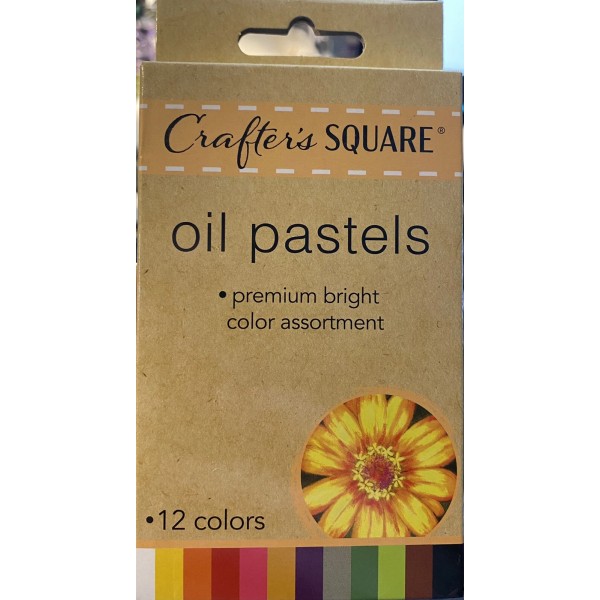 Crafter's SQUARE®
oil pastels
• premium bright
color assortment
•12 colors